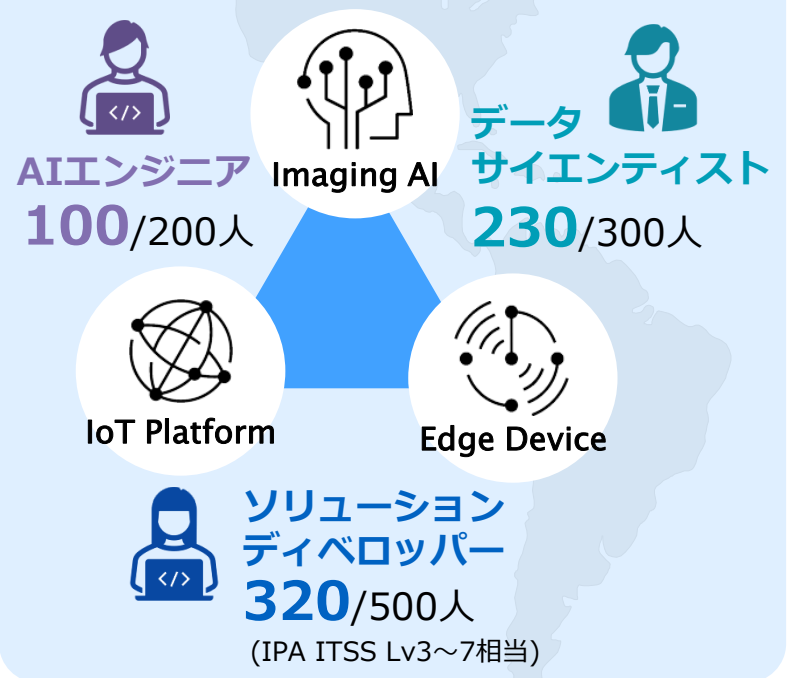 </>
AIエンジニア
100/200人
Imaging AI
データ
サイエンティスト
230/300人
IoT Platform
Edge Device
</>
ソリューション
ディベロッパー
320/500人
(IPA ITSS Lv3～7相当)